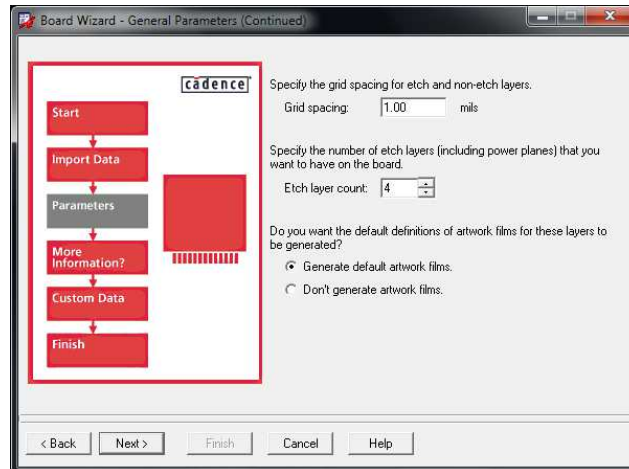 Board Wizard - General Parameters (Continued)
cādence
Start
Import Data
Parameters
More
Information?
Custom Data
Finish
Specify the grid spacing for etch and non-etch layers.
Grid spacing: 1.00 mils
Specify the number of etch layers (including power planes) that you
want to have on the board.
Etch layer count: 4
Do you want the default definitions of artwork films for these layers to
be generated?
Generate default artwork films.
Don't generate artwork films.
< Back Next > Finish Cancel Help